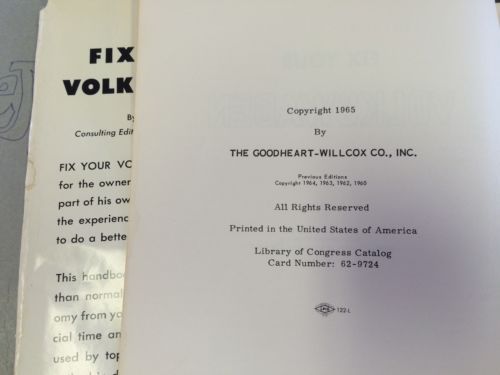 FIX
VOLK
By
Consulting Edit
FIX YOUR VO
for the owner
part of his ow
the experienc
to do a bette
This handboo
than normal
omy from yo
cial time an
used by top
Copyright 1965
By
THE GOODHEART-WILLCOX CO., INC.
Previous Editions
Copyright 1964, 1963, 1962, 1960
All Rights Reserved
Printed in the United States of America
Library of Congress Catalog
Card Number: 62-9724
122-L